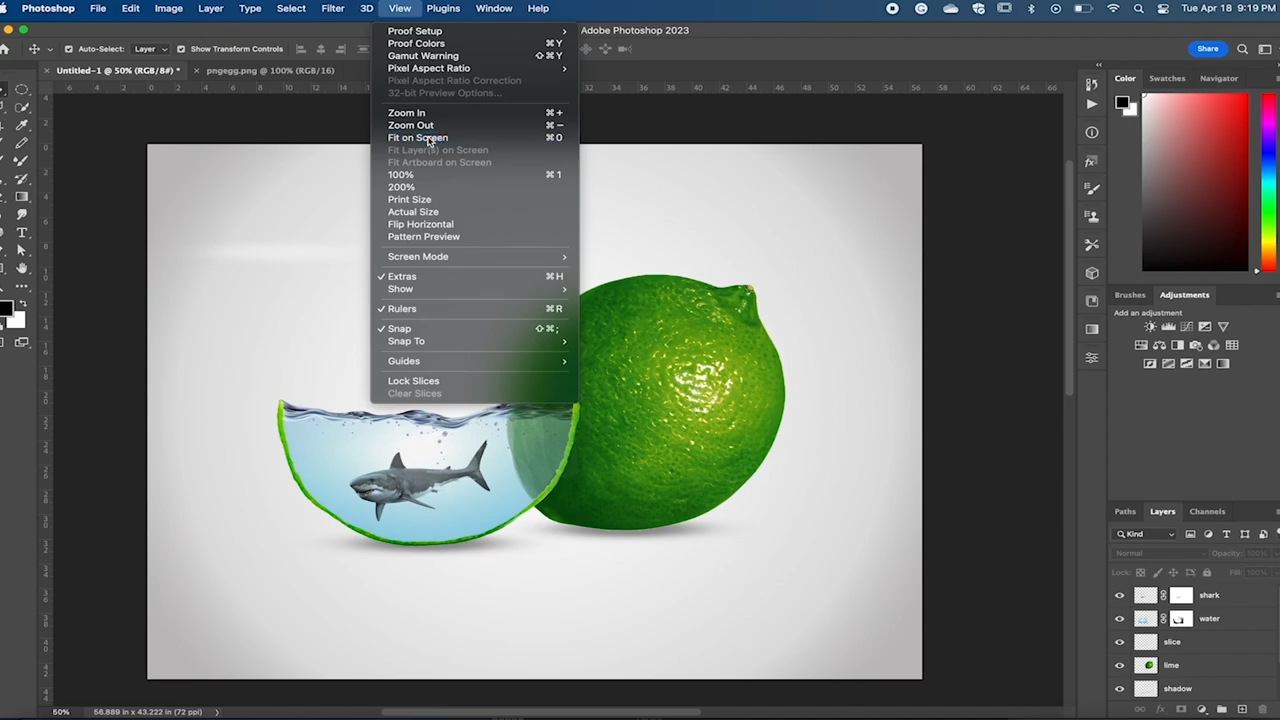 Photoshop File Edit Image Layer Type Select Filter 3D View Plugins Window Help Tue Apr 18 9:19 PM
Adobe Photoshop 2023
Auto-Select: Layer Show Transform Controls Share
Untitled-1 @ 50% (RGB/8#) * pngegg.png @ 100% (RGB/16)
Proof Setup
Proof Colors ⌘Y
Gamut Warning ⇧⌘Y
Pixel Aspect Ratio
Pixel Aspect Ratio Correction
32-bit Preview Options...
Zoom In ⌘+
Zoom Out ⌘−
Fit on Screen ⌘0
Fit Layer(s) on Screen
Fit Artboard on Screen
100% ⌘1
200%
Print Size
Actual Size
Flip Horizontal
Pattern Preview
Screen Mode
Extras ⌘H
Show
Rulers ⌘R
Snap ⇧⌘;
Snap To
Guides
Lock Slices
Clear Slices
Color Swatches Navigator
Brushes Adjustments
Add an adjustment
Paths Layers Channels
Kind
Normal Opacity: 100%
Lock: Fill: 100%
shark
water
slice
lime
shadow
50% 56.889 in x 43.222 in (72 ppi)